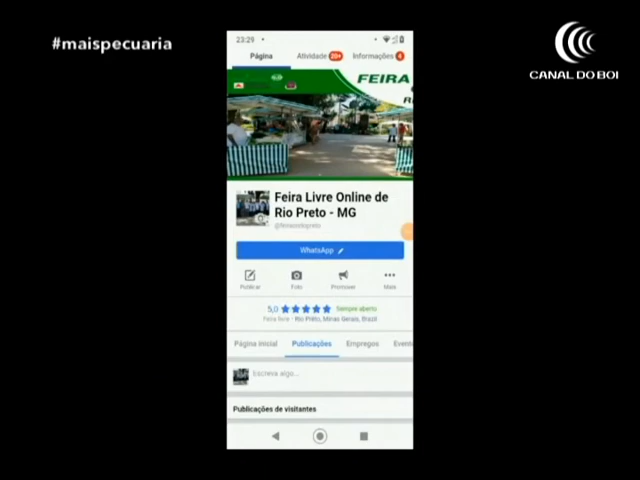 #maispecuaria
CANAL DO BOI
23:29
Página Atividade 20+ Informações 4
FEIRA
Feira Livre Online de
Rio Preto - MG
WhatsApp
Publicar Foto Promover Mais
5,0 Sempre aberto
Feira livre · Rio Preto, Minas Gerais, Brazil
Página inicial Publicações Empregos Event
Escreva algo...
Publicações de visitantes